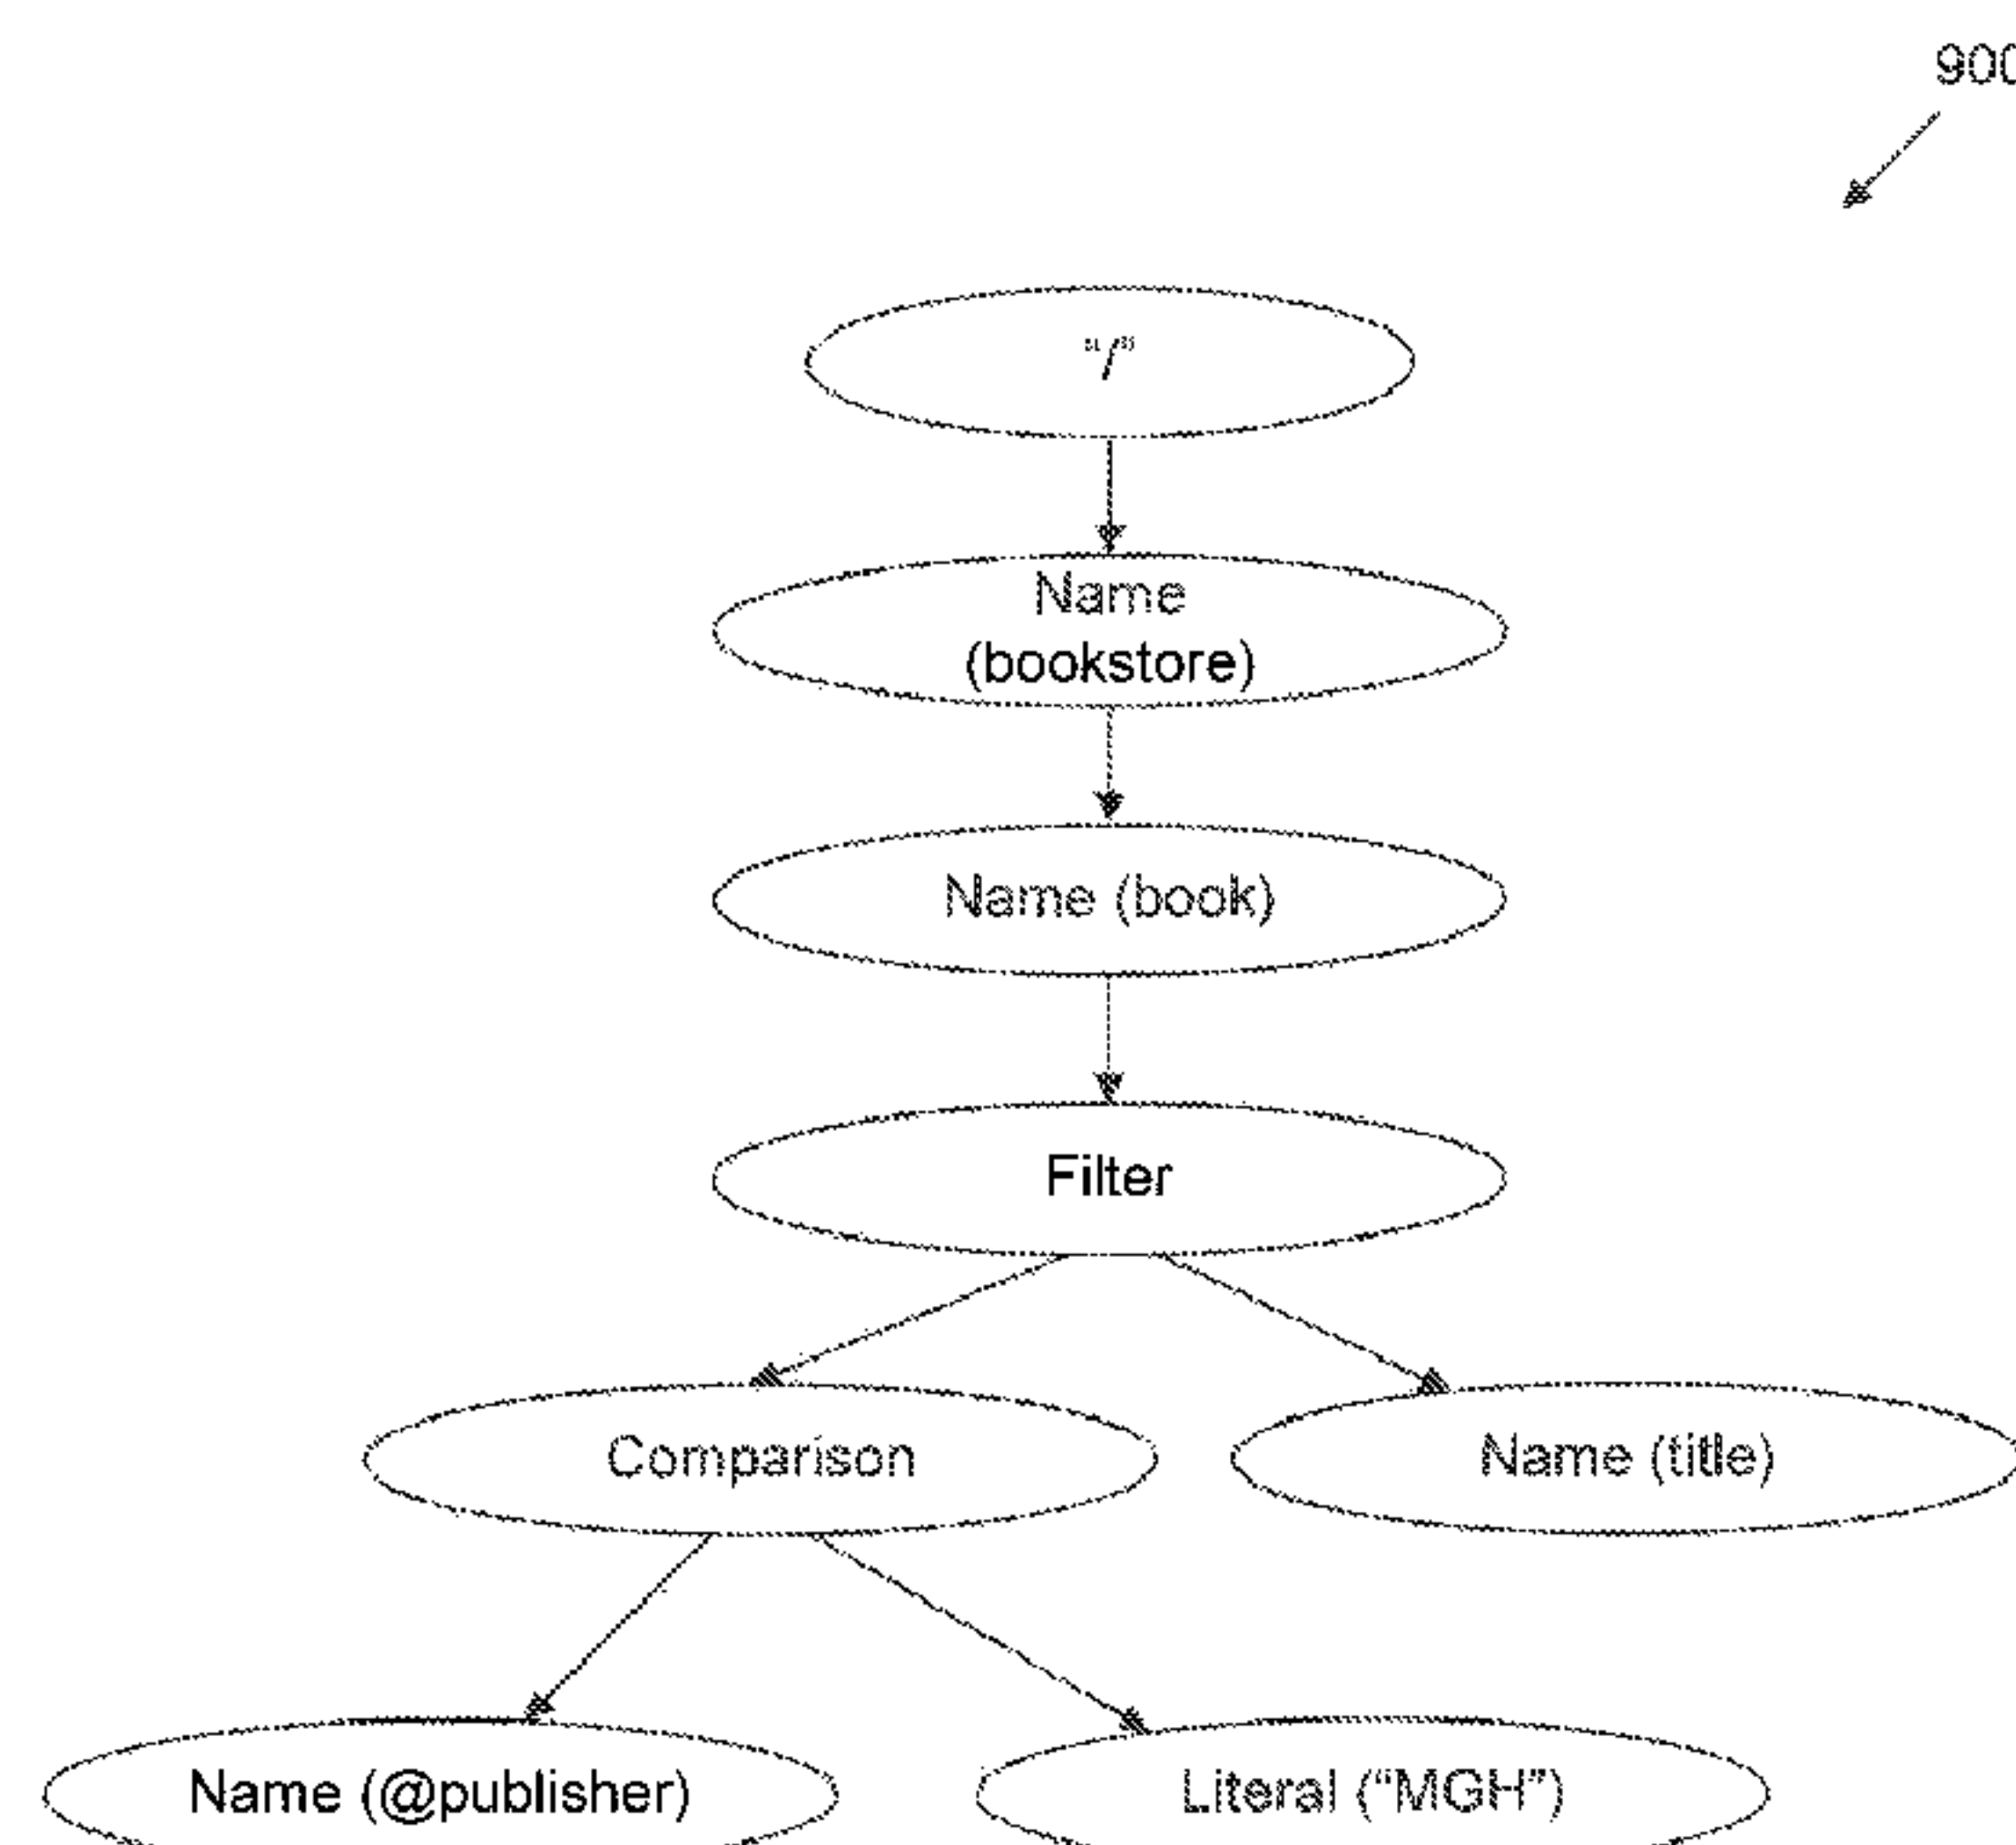 900
“/”
Name
(bookstore)
Name (book)
Filter
Comparison
Name (title)
Name (@publisher)
Literal (“MGH”)